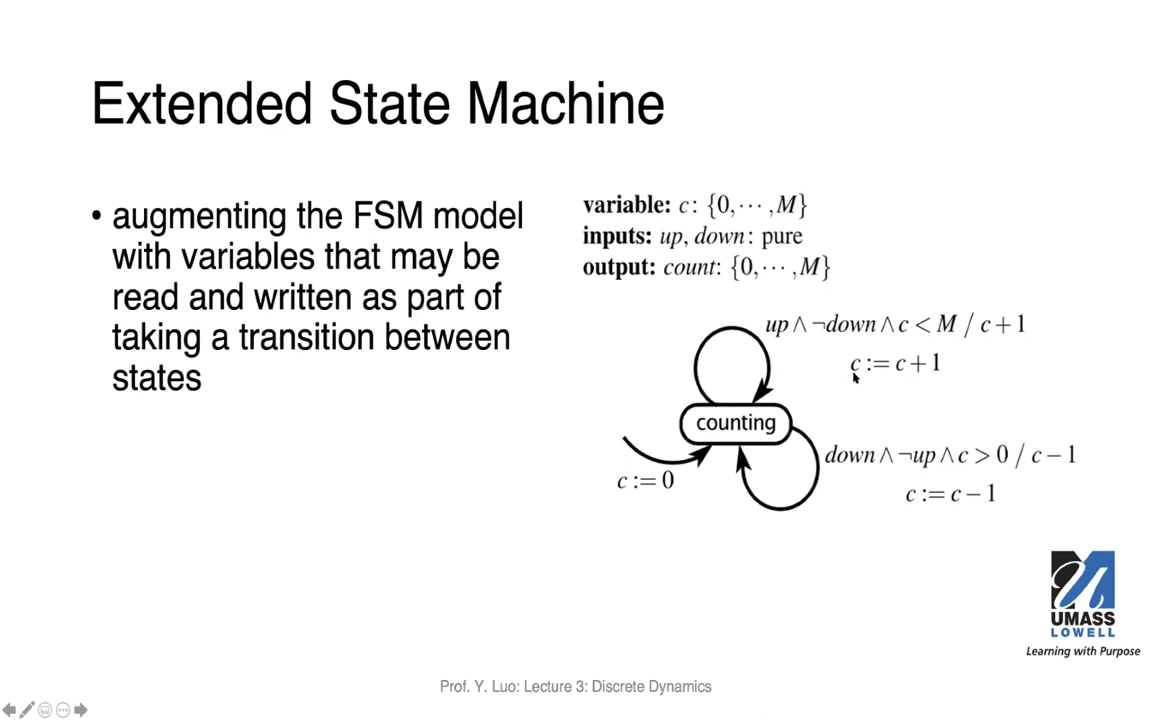 Extended State Machine
• augmenting the FSM model
with variables that may be
read and written as part of
taking a transition between
states
variable: c: {0, ⋯ , M}
inputs: up, down: pure
output: count: {0, ⋯ , M}
up ∧ ¬down ∧ c < M / c + 1
c := c + 1
counting
c := 0
down ∧ ¬up ∧ c > 0 / c − 1
c := c − 1
UMASS
LOWELL
Learning with Purpose
Prof. Y. Luo: Lecture 3: Discrete Dynamics